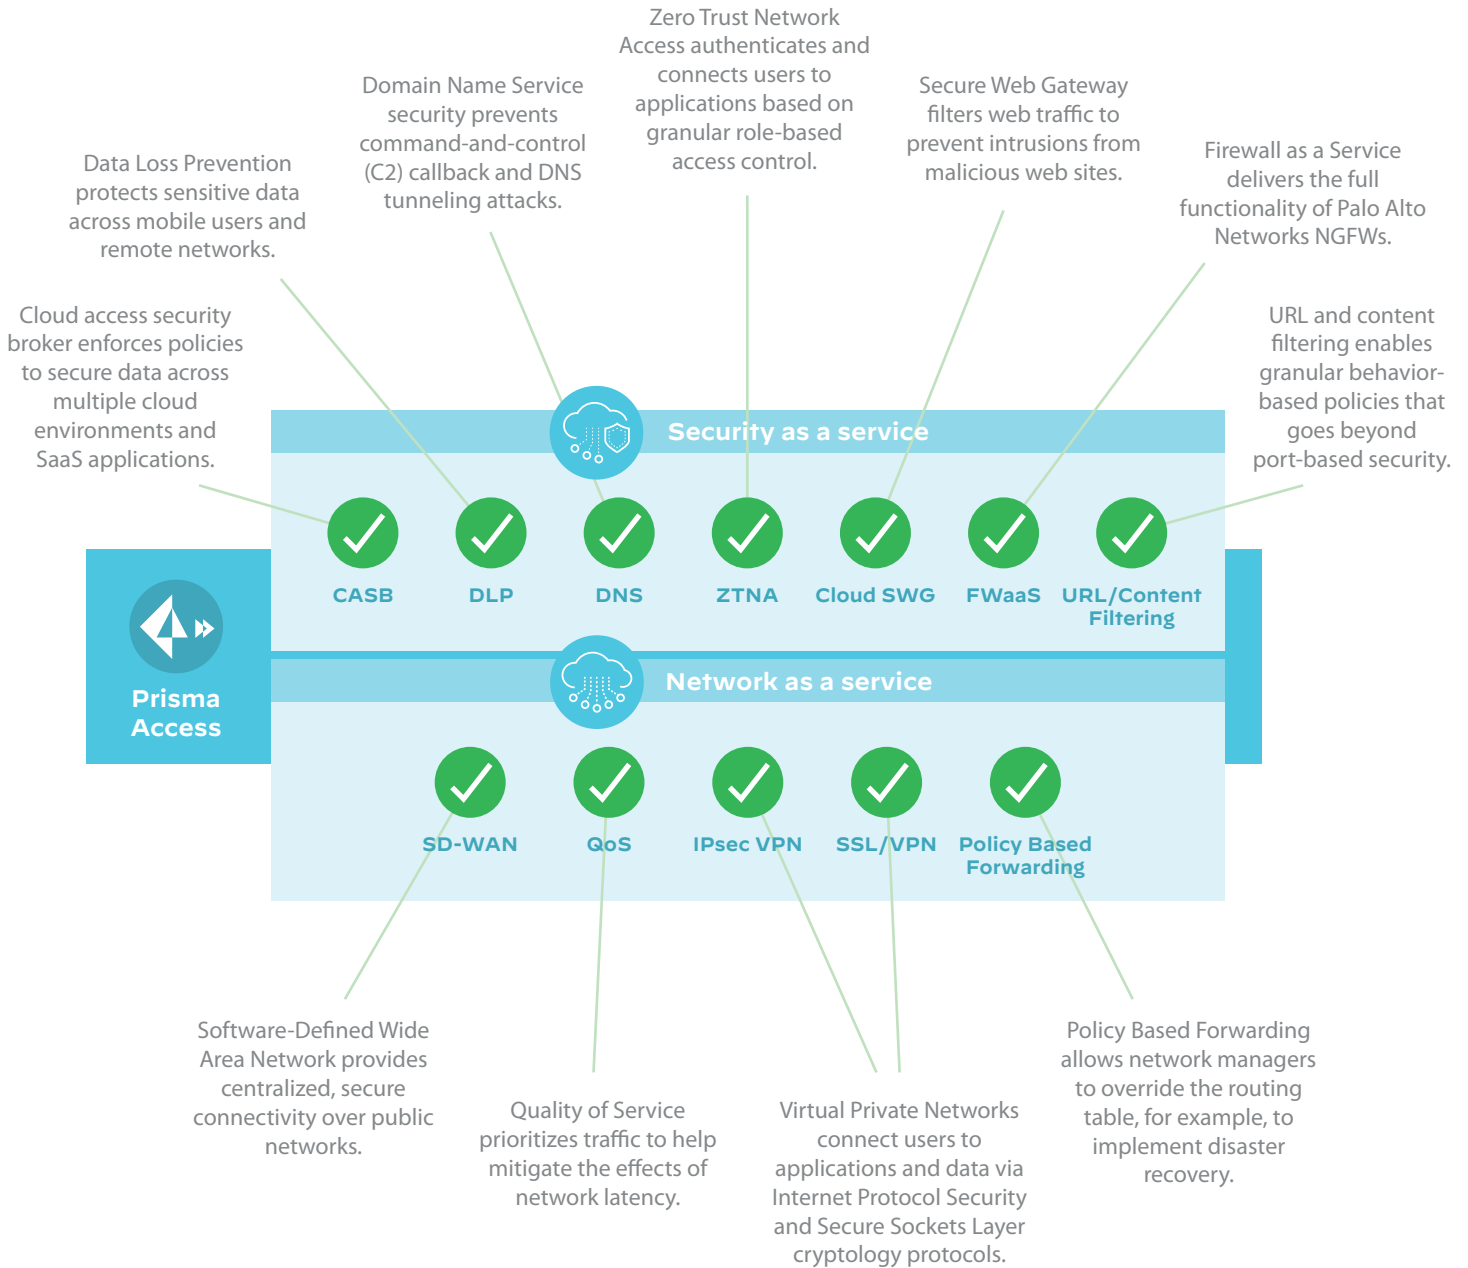 Zero Trust Network
Access authenticates and
connects users to
applications based on
granular role-based
access control.
Domain Name Service
security prevents
command-and-control
(C2) callback and DNS
tunneling attacks.
Secure Web Gateway
filters web traffic to
prevent intrusions from
malicious web sites.
Data Loss Prevention
protects sensitive data
across mobile users and
remote networks.
Firewall as a Service
delivers the full
functionality of Palo Alto
Networks NGFWs.
Cloud access security
broker enforces policies
to secure data across
multiple cloud
environments and
SaaS applications.
URL and content
filtering enables
granular behavior-
based policies that
goes beyond
port-based security.
Security as a service
CASB
DLP
DNS
ZTNA
Cloud SWG
FWaaS
URL/Content
Filtering
Prisma
Access
Network as a service
SD-WAN
QoS
IPsec VPN
SSL/VPN
Policy Based
Forwarding
Software-Defined Wide
Area Network provides
centralized, secure
connectivity over public
networks.
Quality of Service
prioritizes traffic to help
mitigate the effects of
network latency.
Virtual Private Networks
connect users to
applications and data via
Internet Protocol Security
and Secure Sockets Layer
cryptology protocols.
Policy Based Forwarding
allows network managers
to override the routing
table, for example, to
implement disaster
recovery.